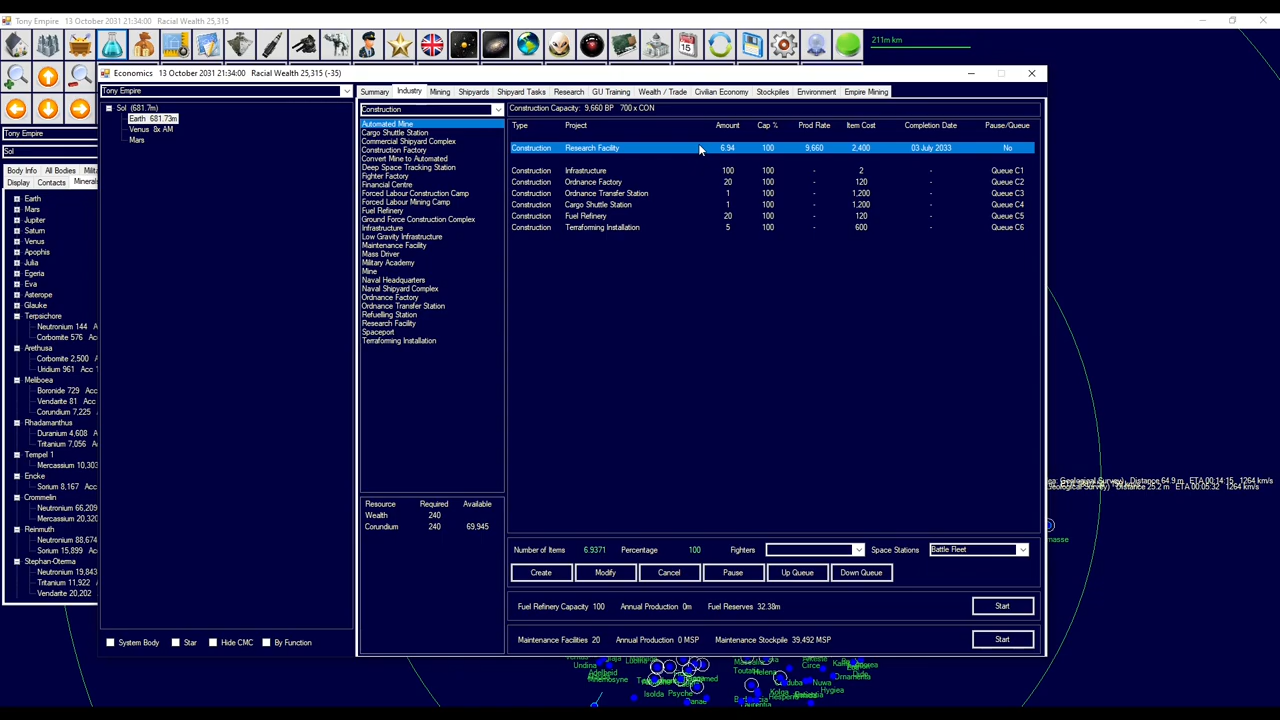 Tony Empire   13 October 2031 21:34:00   Racial Wealth 25,315
211m km
Economics   13 October 2031 21:34:00   Racial Wealth 25,315 (-35)
Tony Empire
Sol
Body Info All Bodies
Display Contacts Minerals
Earth
Mars
Jupiter
Saturn
Venus
Apophis
Julia
Egeria
Eva
Asterope
Glauke
Terpsichore
Neutronium 144
Corbomite 576 Acc
Arethusa
Corbomite 2,500
Uridium 961 Acc
Meliboea
Boronide 729 Acc
Vendarite 81 Acc
Corundium 7,225
Rhadamanthus
Duranium 4,608
Tritanium 7,056
Tempel 1
Mercassium 10,303
Encke
Sorium 8,167 Acc
Crommelin
Neutronium 66,209
Mercassium 20,320
Reinmuth
Neutronium 88,674
Sorium 15,899 Acc
Stephan-Oterma
Neutronium 19,843
Tritanium 11,922
Vendarite 20,202
Tony Empire
Sol (681.7m)
Earth 681.73m
Venus 8x AM
Mars
System Body Star Hide CMC By Function
Summary Industry Mining Shipyards Shipyard Tasks Research GU Training Wealth / Trade Civilian Economy Stockpiles Environment Empire Mining
Construction
Automated Mine
Cargo Shuttle Station
Commercial Shipyard Complex
Construction Factory
Convert Mine to Automated
Deep Space Tracking Station
Fighter Factory
Financial Centre
Forced Labour Construction Camp
Forced Labour Mining Camp
Fuel Refinery
Ground Force Construction Complex
Infrastructure
Low Gravity Infrastructure
Maintenance Facility
Mass Driver
Military Academy
Mine
Naval Headquarters
Naval Shipyard Complex
Ordnance Factory
Ordnance Transfer Station
Refuelling Station
Research Facility
Spaceport
Terraforming Installation
Resource Required Available
Wealth 240
Corundium 240 69,945
Construction Capacity: 9,660 BP 700 x CON
Type Project Amount Cap % Prod Rate Item Cost Completion Date Pause/Queue
Construction Research Facility 6.94 100 9,660 2,400 03 July 2033 No
Construction Infrastructure 100 100 - 2 - Queue C1
Construction Ordnance Factory 20 100 - 120 - Queue C2
Construction Ordnance Transfer Station 1 100 - 1,200 - Queue C3
Construction Cargo Shuttle Station 1 100 - 1,200 - Queue C4
Construction Fuel Refinery 20 100 - 120 - Queue C5
Construction Terraforming Installation 5 100 - 600 - Queue C6
Number of Items 6.9371 Percentage 100 Fighters Space Stations Battle Fleet
Create Modify Cancel Pause Up Queue Down Queue
Fuel Refinery Capacity 100 Annual Production 0m Fuel Reserves 32.38m Start
Maintenance Facilities 20 Annual Production 0 MSP Maintenance Stockpile 39,492 MSP Start
Undina
Isolda
Psyche
Helena
Circe
Nuwa
Hygiea